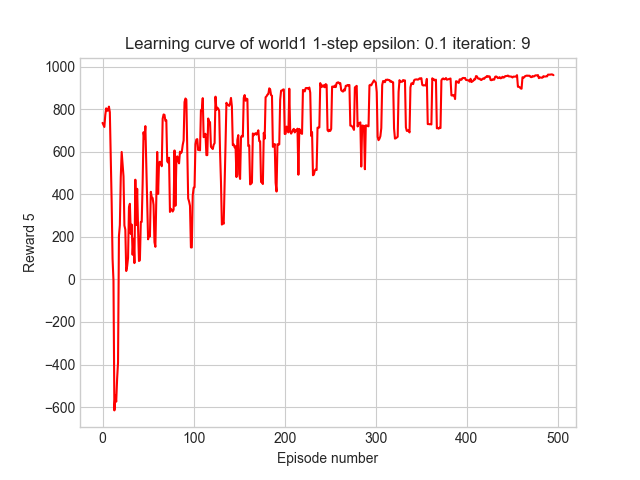 Learning curve of world1 1-step epsilon: 0.1 iteration: 9
1000
800
600
400
200
0
−200
−400
−600
Reward 5
0 100 200 300 400 500
Episode number